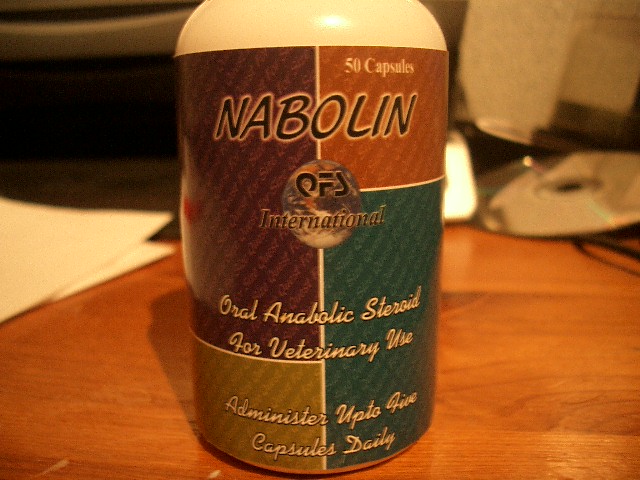 50 Capsules
NABOLIN
QFS
International
Oral Anabolic Steroid
For Veterinary Use
Administer Upto Five
Capsules Daily